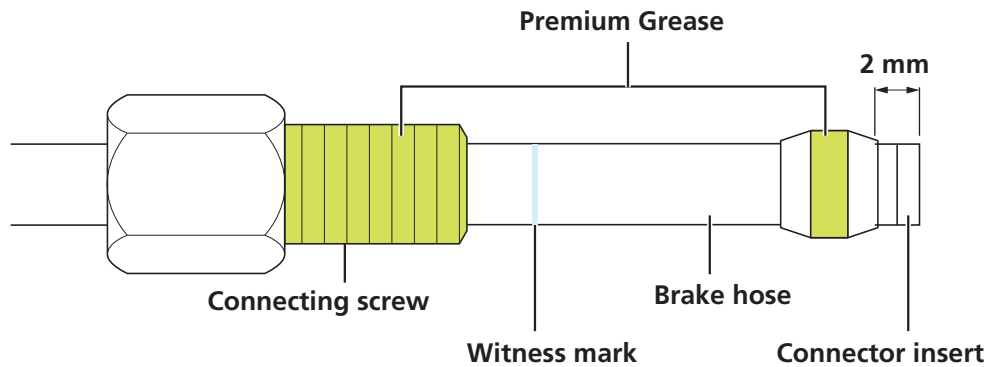 Premium Grease
2 mm
Connecting screw
Brake hose
Witness mark
Connector insert